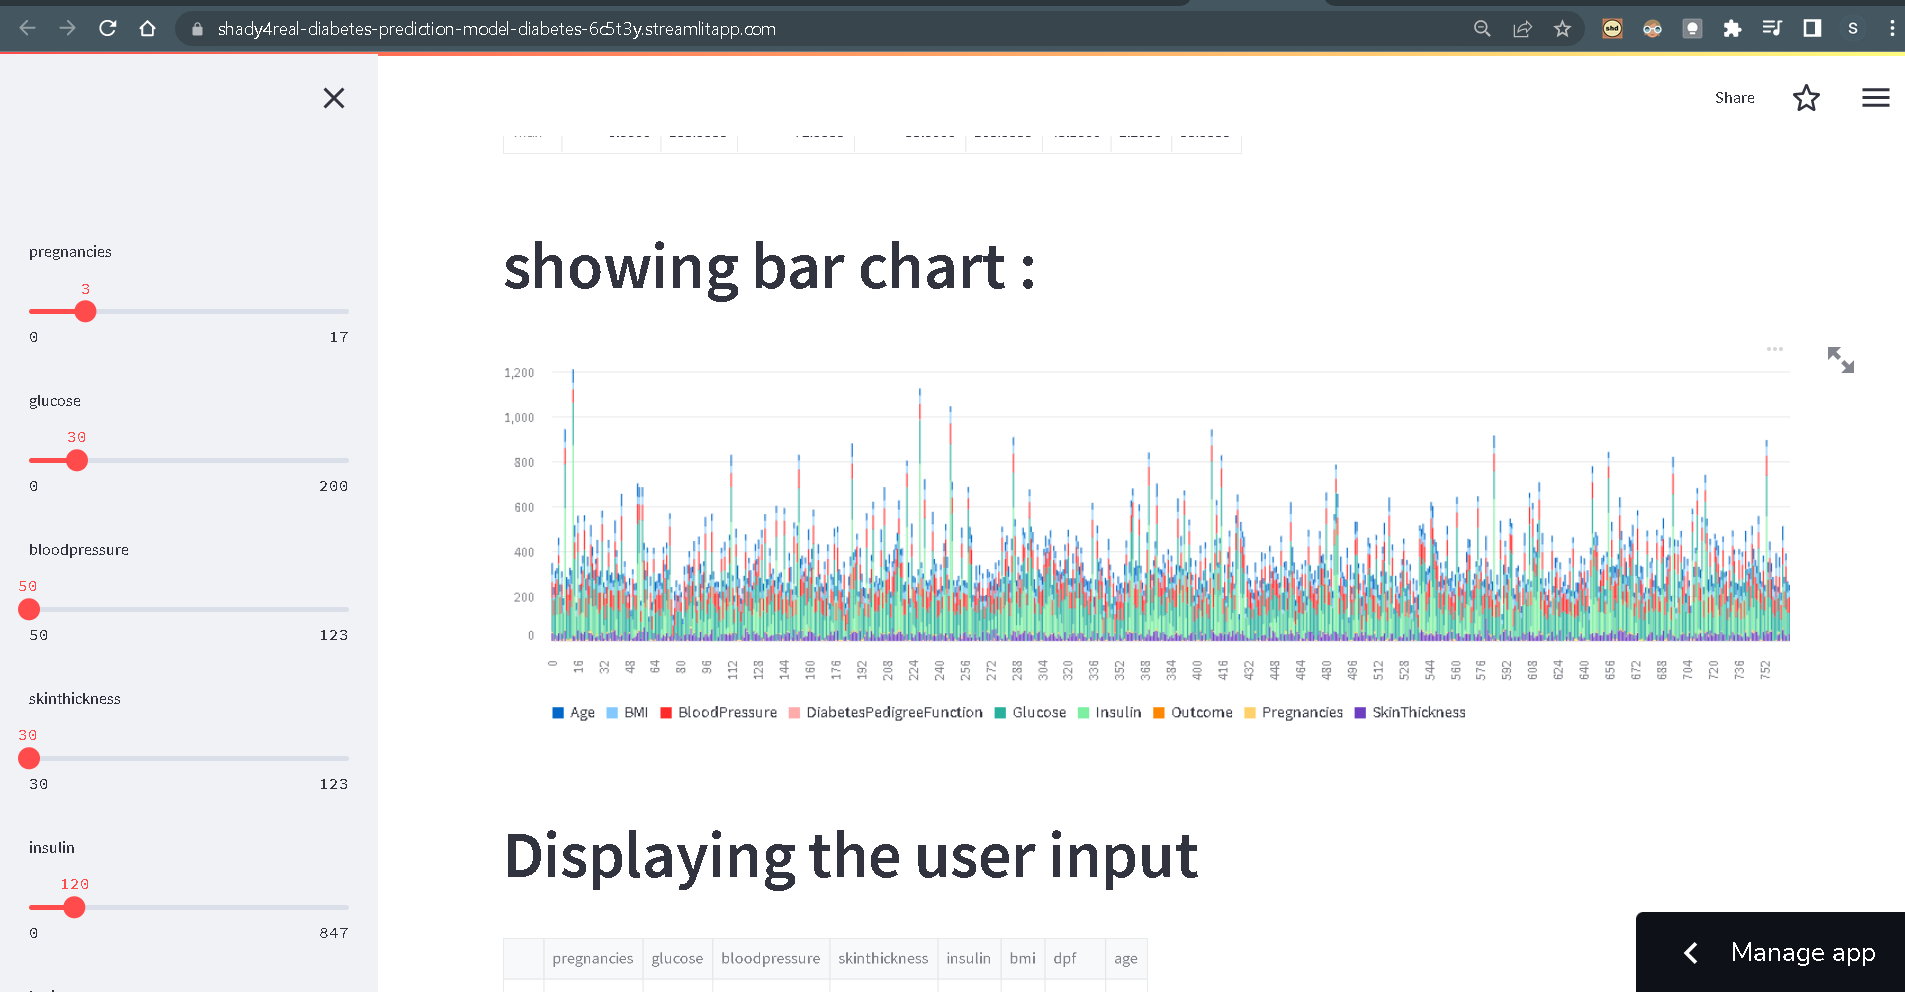 shady4real-diabetes-prediction-model-diabetes-6c5t3y.streamlitapp.com
shd
S
Share
pregnancies
3
0 17
glucose
30
0 200
bloodpressure
50
50 123
skinthickness
30
30 123
insulin
120
0 847
showing bar chart :
1,200
1,000
800
600
400
200
0
0 16 32 48 64 80 96 112 128 144 160 176 192 208 224 240 256 272 288 304 320 336 352 368 384 400 416 432 448 464 480 496 512 528 544 560 576 592 608 624 640 656 672 688 704 720 736 752
Age BMI BloodPressure DiabetesPedigreeFunction Glucose Insulin Outcome Pregnancies SkinThickness
Displaying the user input
pregnancies glucose bloodpressure skinthickness insulin bmi dpf age
Manage app